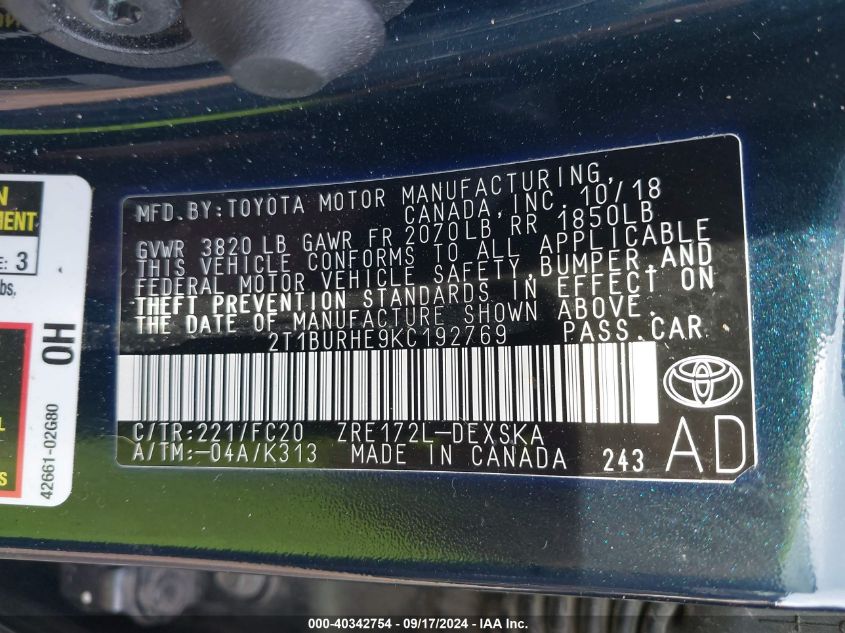 MFD.BY:TOYOTA MOTOR MANUFACTURING,
CANADA, INC. 10/18
GVWR 3820 LB GAWR FR 2070LB, RR 1850LB
THIS VEHICLE CONFORMS TO ALL APPLICABLE
FEDERAL MOTOR VEHICLE SAFETY,BUMPER,AND
THEFT PREVENTION STANDARDS IN EFFECT ON
THE DATE OF MANUFACTURE SHOWN ABOVE.
2T1BURHE9KC192769 PASS.CAR
C/TR:221/FC20 ZRE172L-DEXSKA
A/TM:-04A/K313 MADE IN CANADA 243
AD
E: 3
bs,
OH
42661-02G80
000-40342754 - 09/17/2024 - IAA Inc.